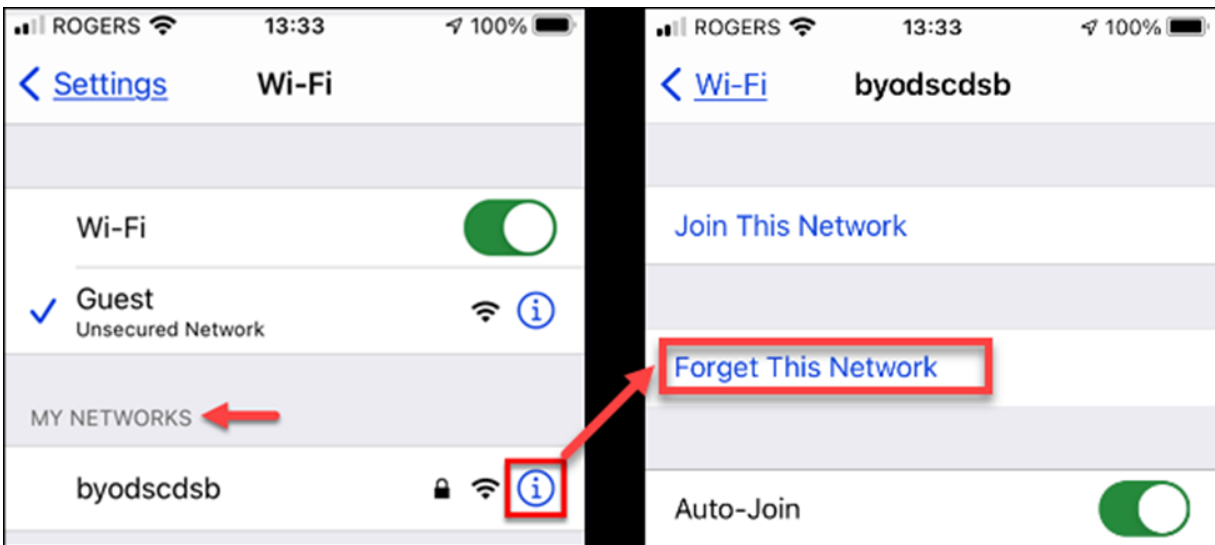 ROGERS 13:33 100%
Settings Wi-Fi
Wi-Fi
Guest
Unsecured Network
MY NETWORKS
byodscdsb
ROGERS 13:33 100%
Wi-Fi byodscdsb
Join This Network
Forget This Network
Auto-Join